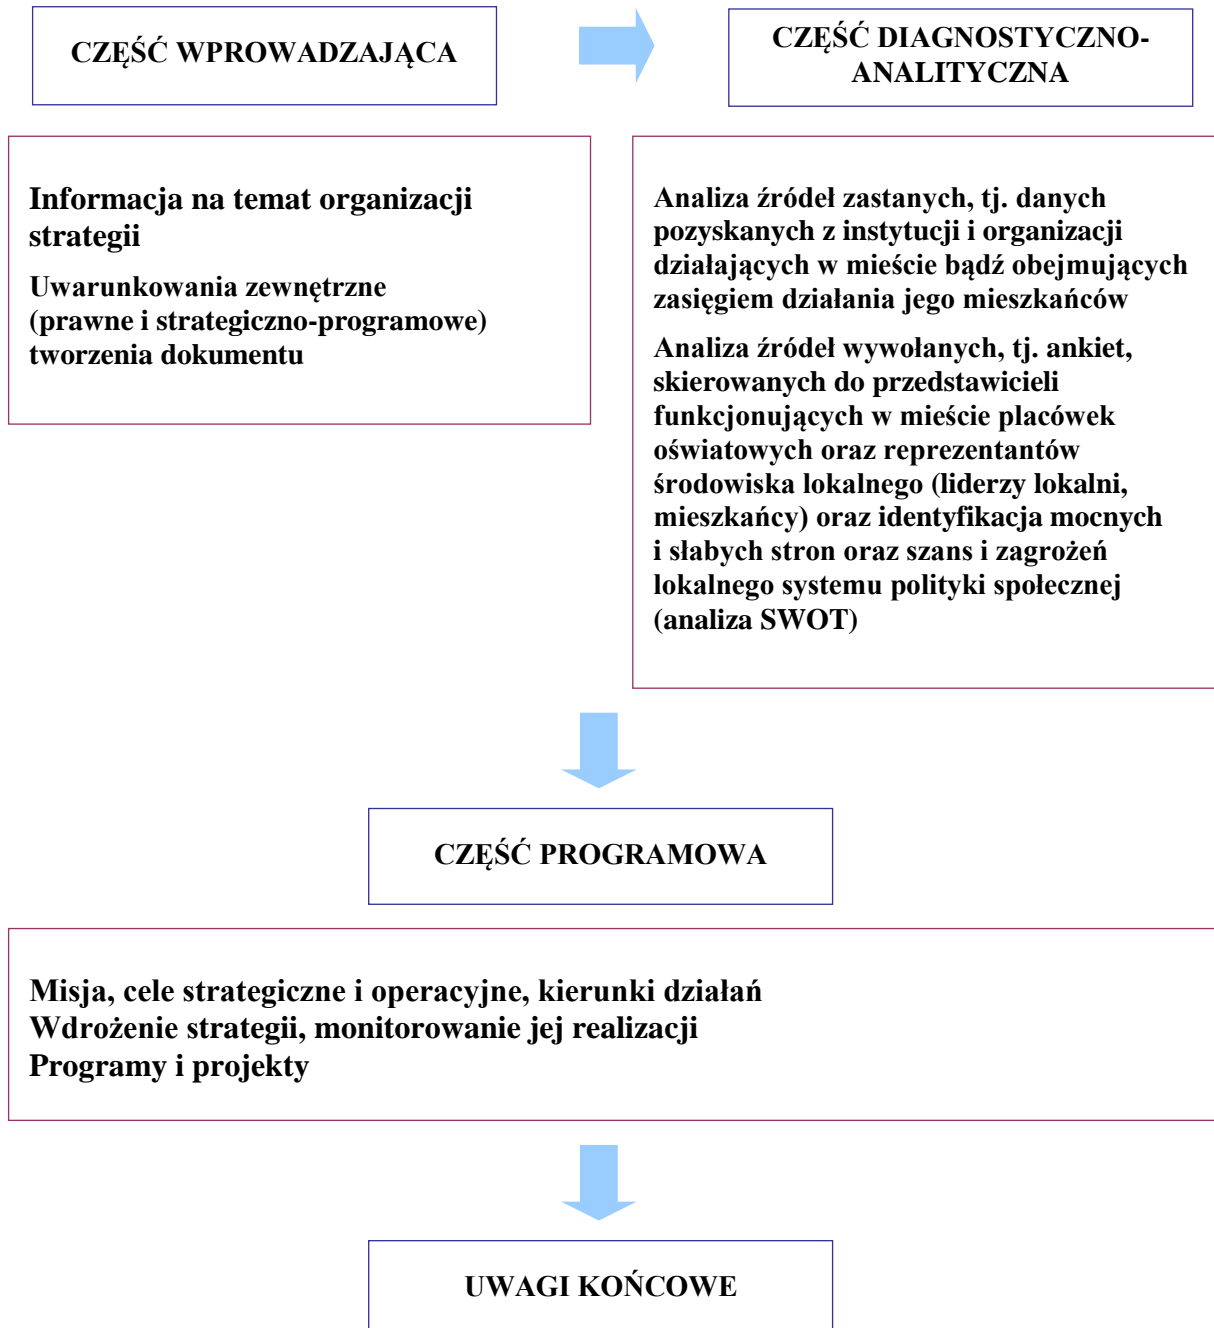 CZĘŚĆ WPROWADZAJĄCA
CZĘŚĆ DIAGNOSTYCZNO-
ANALITYCZNA
Informacja na temat organizacji
strategii
Uwarunkowania zewnętrzne
(prawne i strategiczno-programowe)
tworzenia dokumentu
Analiza źródeł zastanych, tj. danych
pozyskanych z instytucji i organizacji
działających w mieście bądź obejmujących
zasięgiem działania jego mieszkańców
Analiza źródeł wywołanych, tj. ankiet,
skierowanych do przedstawicieli
funkcjonujących w mieście placówek
oświatowych oraz reprezentantów
środowiska lokalnego (liderzy lokalni,
mieszkańcy) oraz identyfikacja mocnych
i słabych stron oraz szans i zagrożeń
lokalnego systemu polityki społecznej
(analiza SWOT)
CZĘŚĆ PROGRAMOWA
Misja, cele strategiczne i operacyjne, kierunki działań
Wdrożenie strategii, monitorowanie jej realizacji
Programy i projekty
UWAGI KOŃCOWE